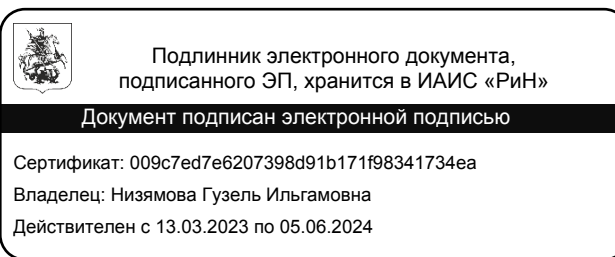 Подлинник электронного документа,
подписанного ЭП, хранится в ИАИС «РиН»
Документ подписан электронной подписью
Сертификат: 009c7ed7e6207398d91b171f98341734ea
Владелец: Низямова Гузель Ильгамовна
Действителен с 13.03.2023 по 05.06.2024